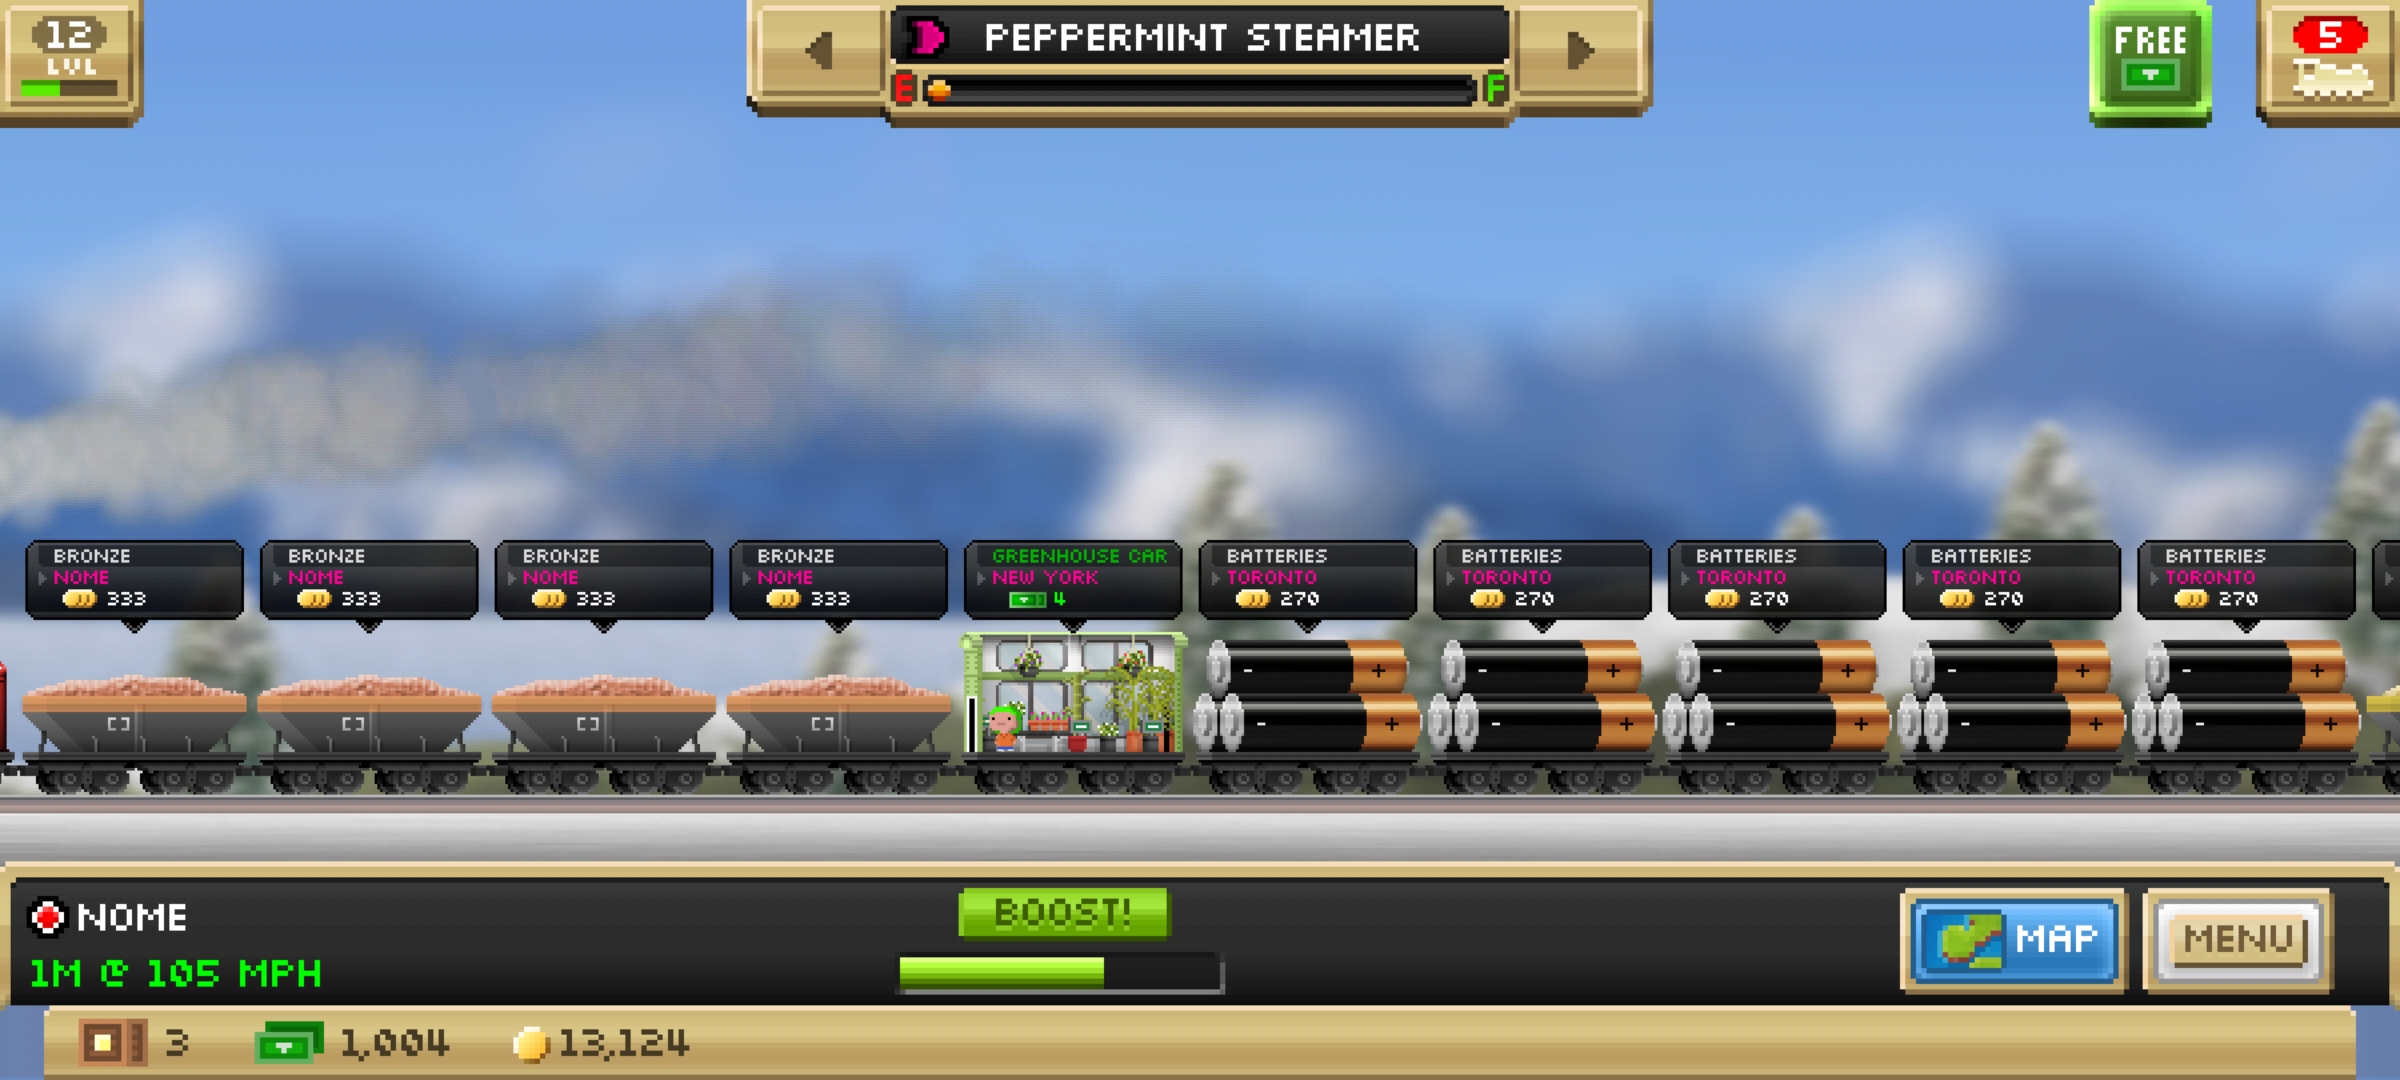 12
LVL
PEPPERMINT STEAMER
E F
FREE
5
BRONZE
NOME
333
BRONZE
NOME
333
BRONZE
NOME
333
BRONZE
NOME
333
GREENHOUSE CAR
NEW YORK
4
BATTERIES
TORONTO
270
BATTERIES
TORONTO
270
BATTERIES
TORONTO
270
BATTERIES
TORONTO
270
BATTERIES
TORONTO
270
NOME
1M @ 105 MPH
BOOST!
MAP
MENU
3
1,004
13,124